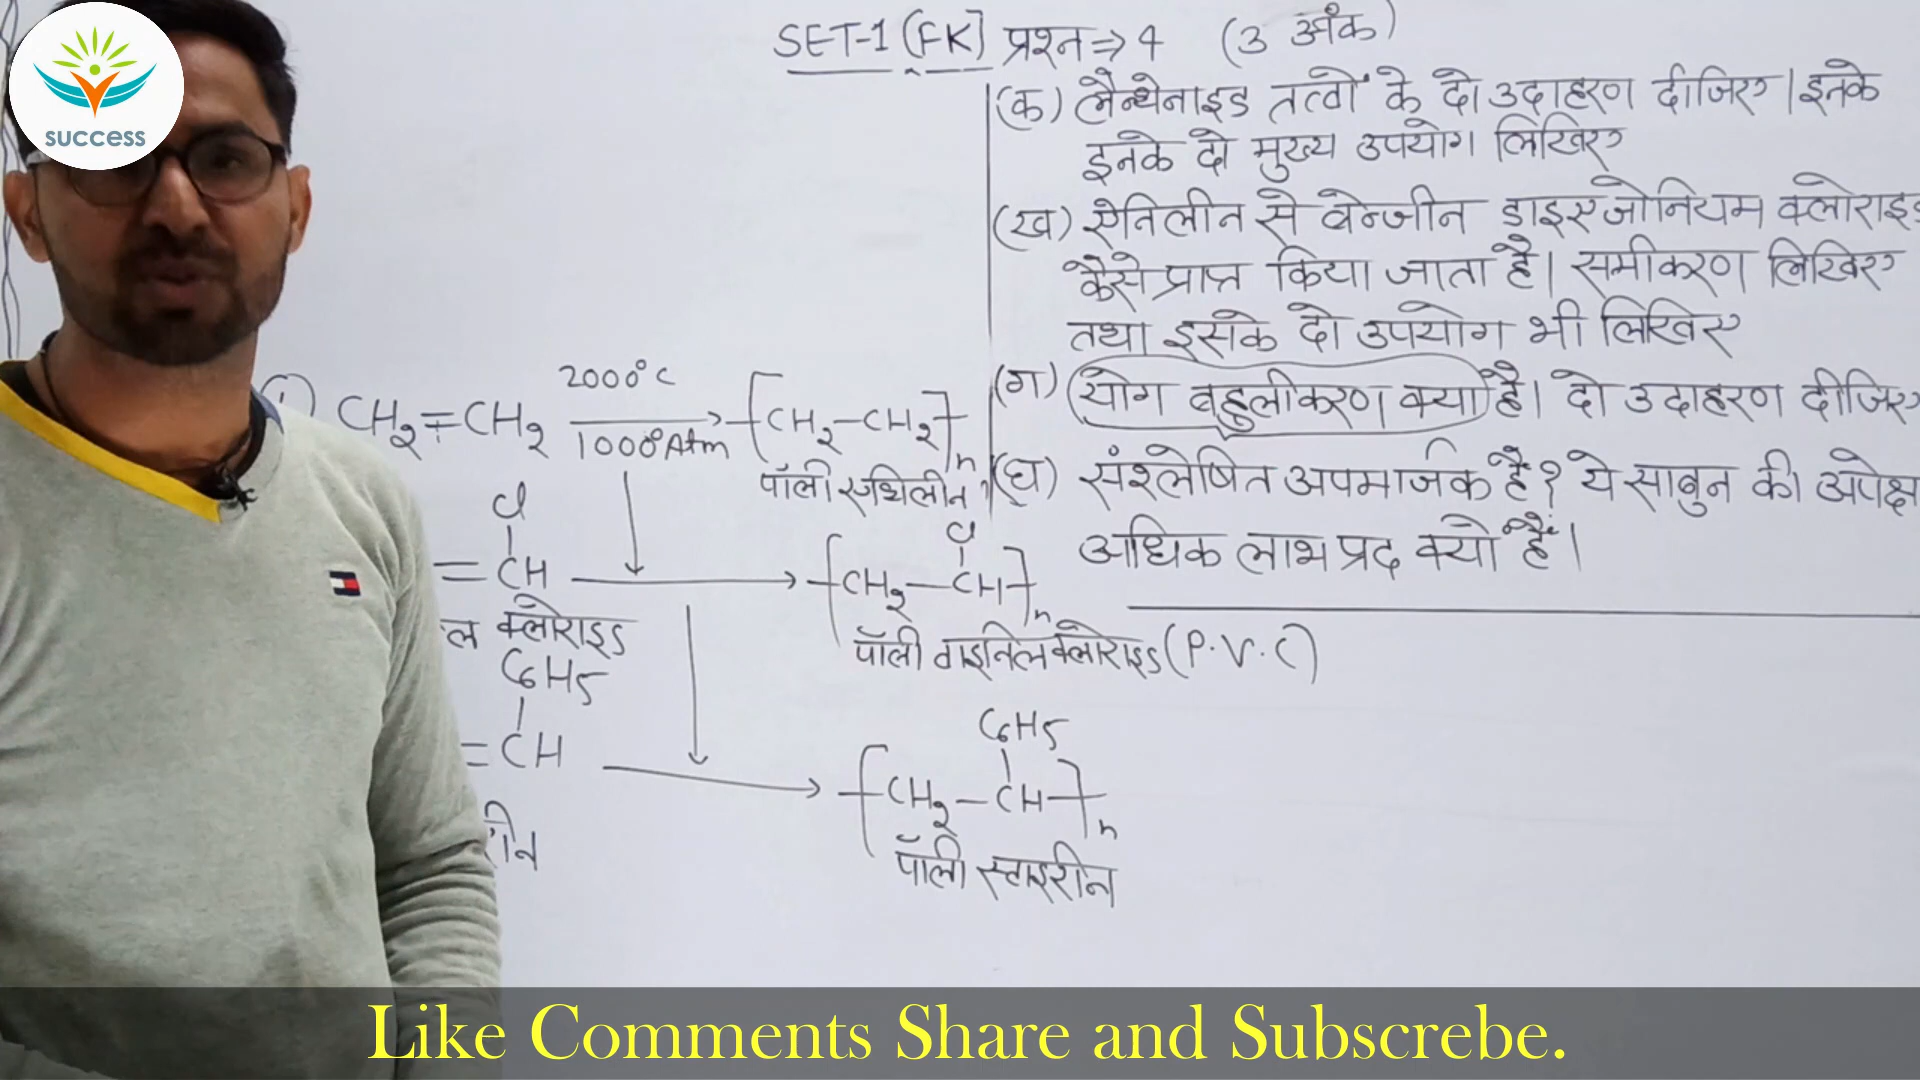 success
SET-1 (FK) प्रश्न⇒4 (3 अंक)
(क) लैन्थेनाइड तत्वों के दो उदाहरण दीजिए। इनके
इनके दो मुख्य उपयोग लिखिए
(ख) ऐनिलीन से बेन्जीन डाइएजोनियम क्लोराइड
कैसे प्राप्त किया जाता है। समीकरण लिखिए
तथा इसके दो उपयोग भी लिखिए
(ग) योग बहुलीकरण क्या है। दो उदाहरण दीजिए
(घ) संश्लेषित अपमार्जक है? ये साबुन की अपेक्ष
अधिक लाभ प्रद क्यों हैं।
2000°C
CH₂=CH₂ → [CH₂-CH₂]n
1000°Atm
पॉली एथिलीन
Cl Cl
=CH → [CH₂-CH]n
क्लोराइड पॉली वाइनिल क्लोराइड (P.V.C)
C6H5 C6H5
=CH → [CH₂-CH]n
पॉली स्टाइरीन
Like Comments Share and Subscrebe.